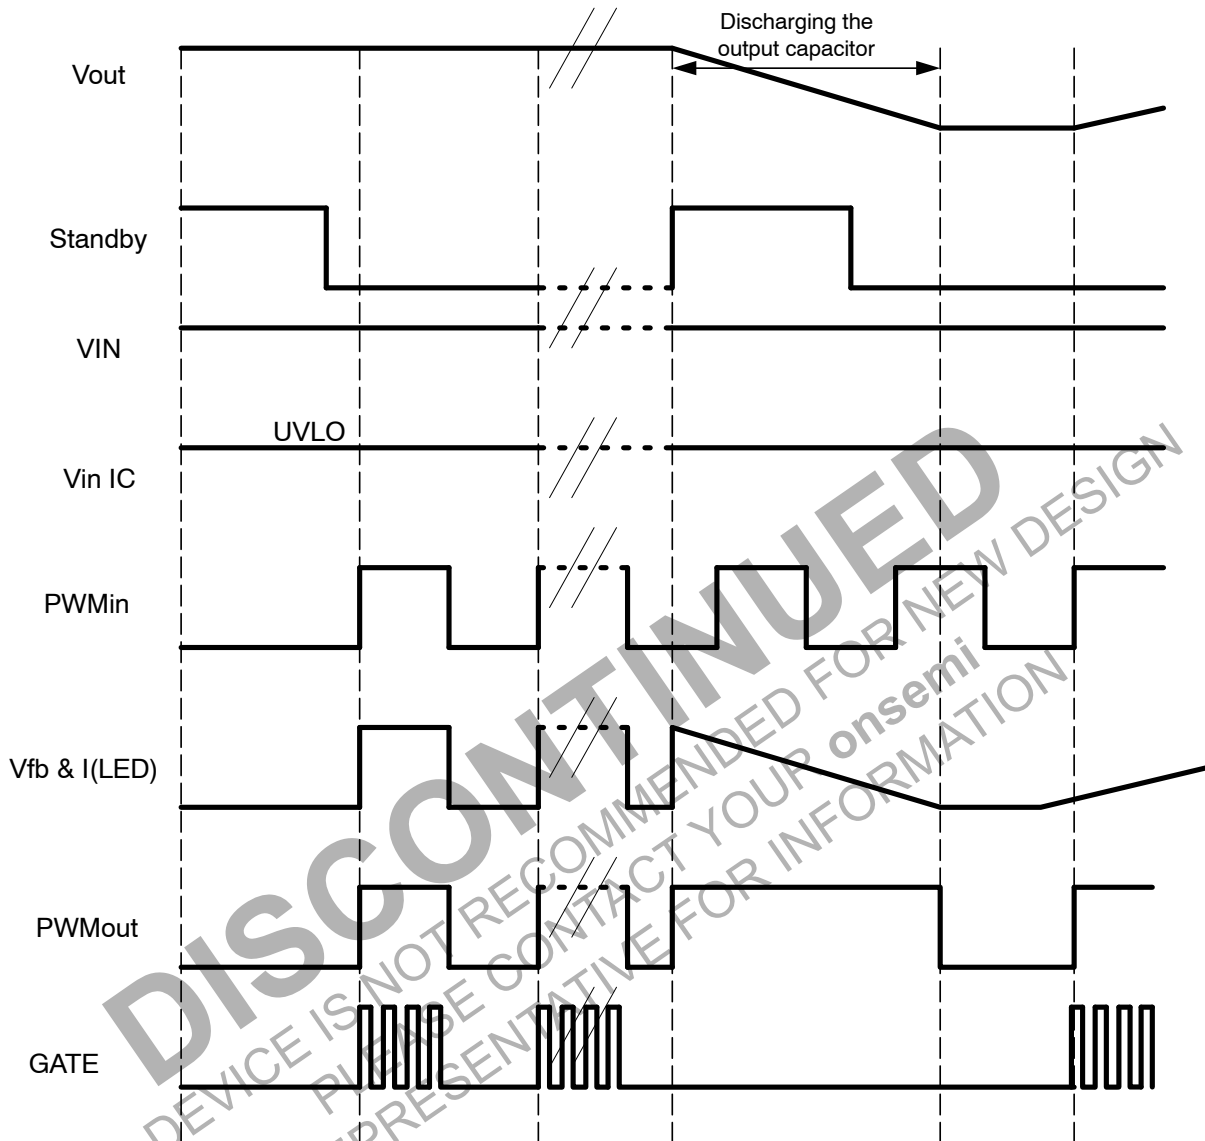 Discharging the
output capacitor
Vout
Standby
VIN
UVLO
Vin IC
PWMin
Vfb & I(LED)
PWMout
GATE
DISCONTINUED
DEVICE IS NOT RECOMMENDED FOR NEW DESIGN
PLEASE CONTACT YOUR onsemi
REPRESENTATIVE FOR INFORMATION